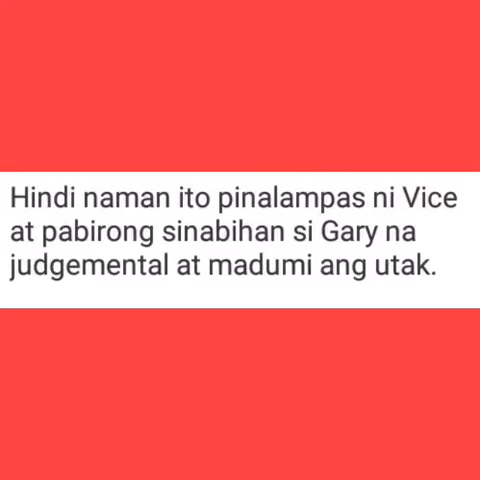 Hindi naman ito pinalampas ni Vice
at pabirong sinabihan si Gary na
judgemental at madumi ang utak.